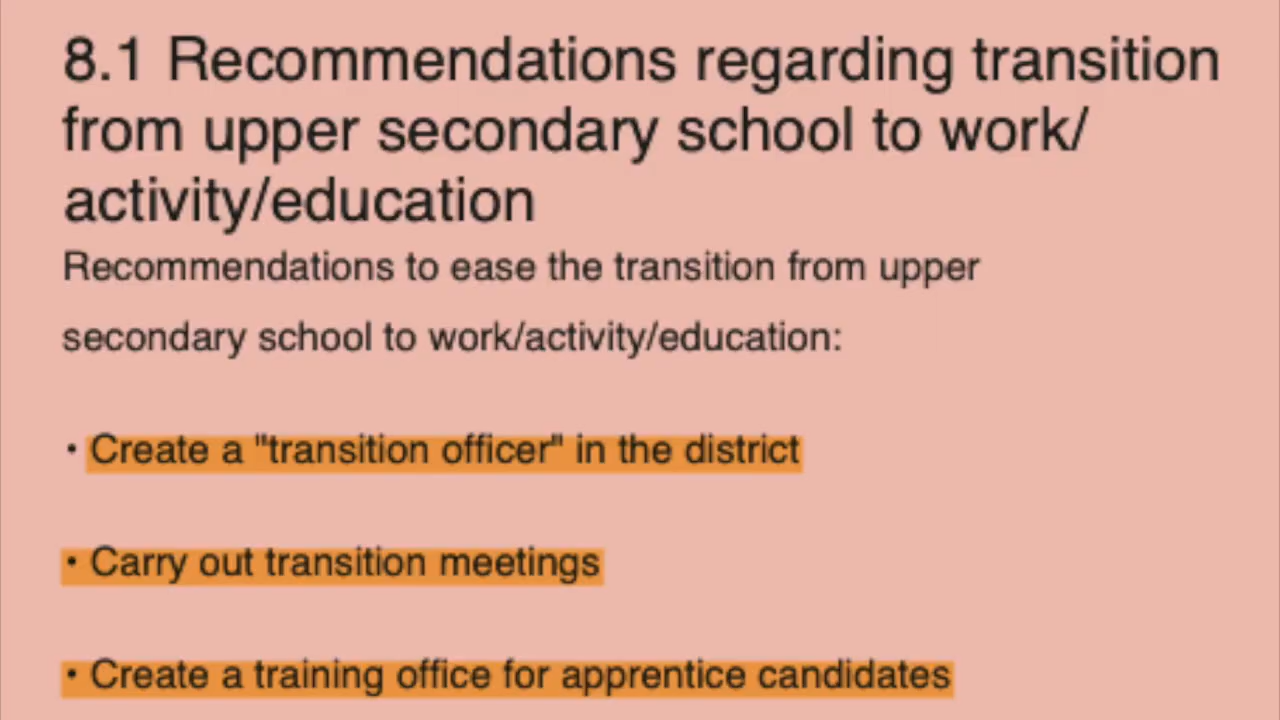 8.1 Recommendations regarding transition
from upper secondary school to work/
activity/education
Recommendations to ease the transition from upper
secondary school to work/activity/education:
• Create a "transition officer" in the district
• Carry out transition meetings
• Create a training office for apprentice candidates